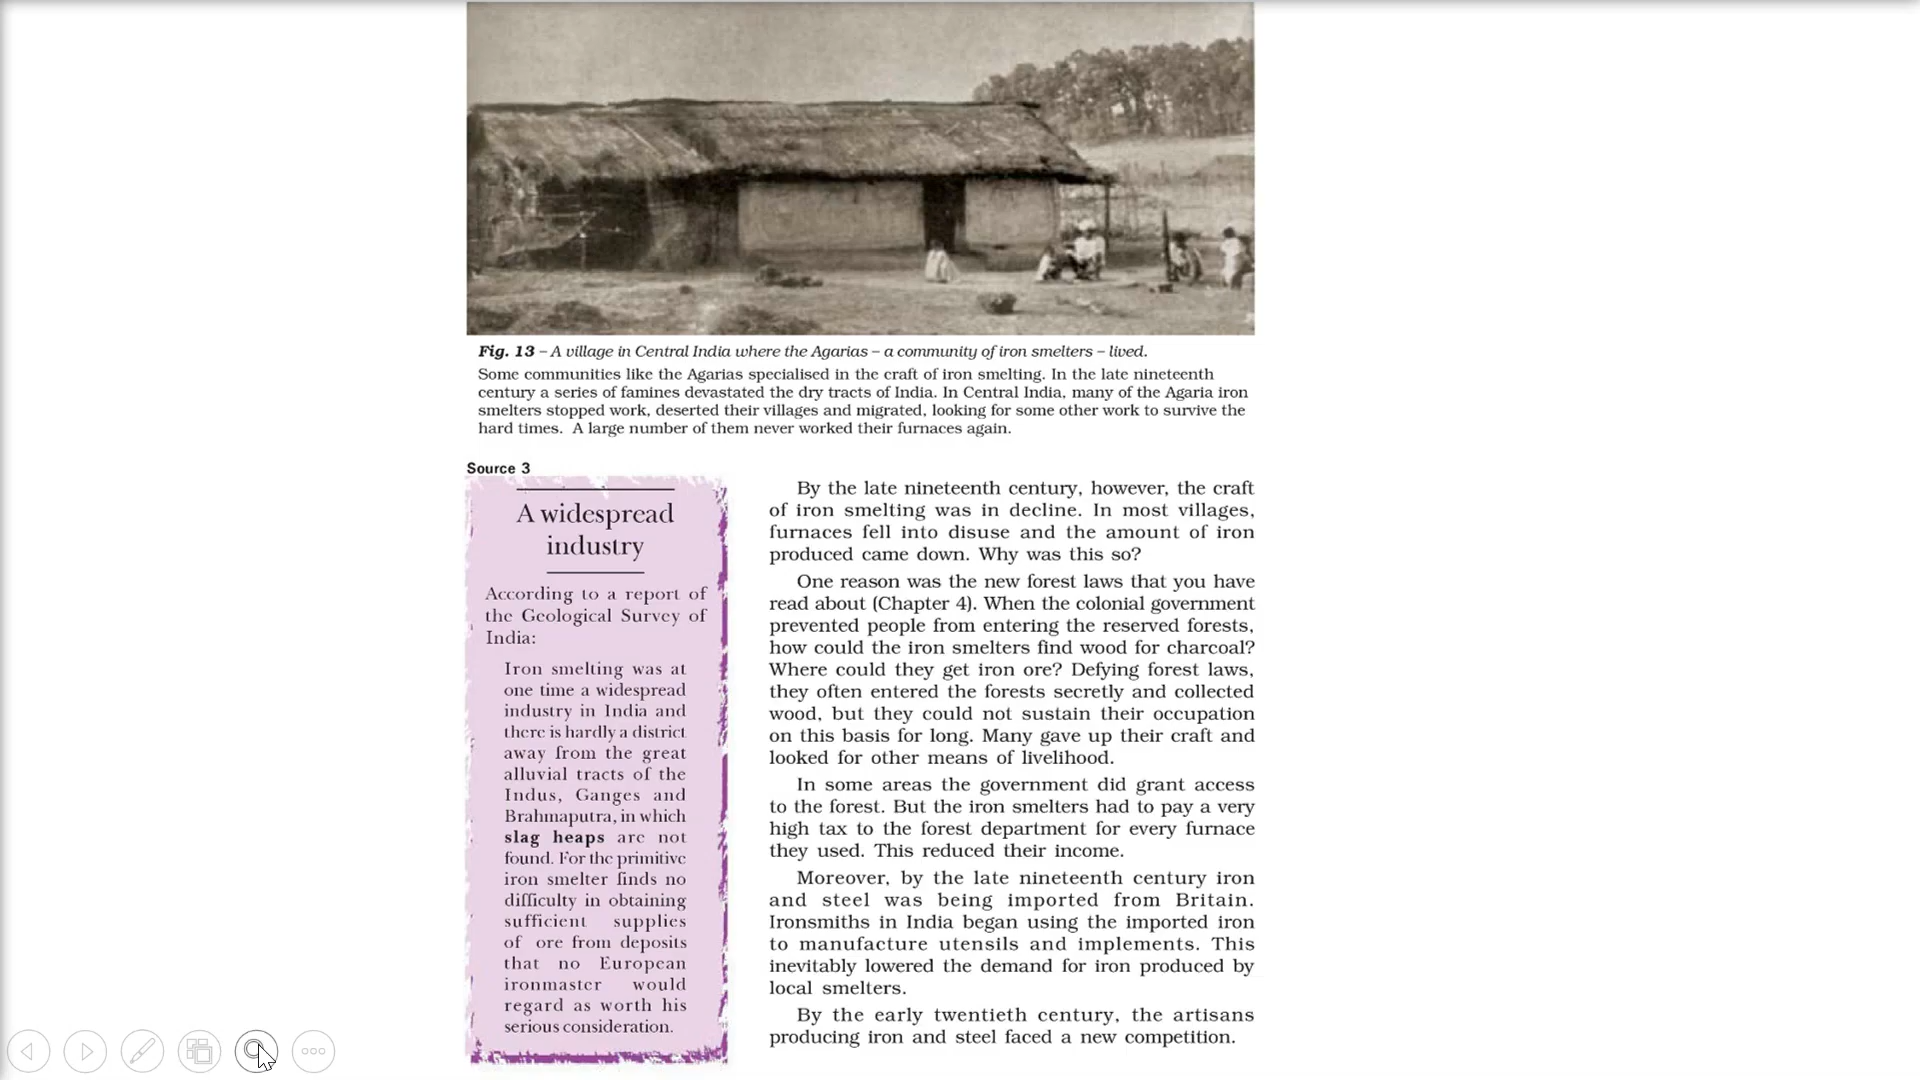 Fig. 13 – A village in Central India where the Agarias – a community of iron smelters – lived.
Some communities like the Agarias specialised in the craft of iron smelting. In the late nineteenth
century a series of famines devastated the dry tracts of India. In Central India, many of the Agaria iron
smelters stopped work, deserted their villages and migrated, looking for some other work to survive the
hard times. A large number of them never worked their furnaces again.
Source 3
A widespread
industry
According to a report of
the Geological Survey of
India:
Iron smelting was at
one time a widespread
industry in India and
there is hardly a district
away from the great
alluvial tracts of the
Indus, Ganges and
Brahmaputra, in which
slag heaps are not
found. For the primitive
iron smelter finds no
difficulty in obtaining
sufficient supplies
of ore from deposits
that no European
ironmaster would
regard as worth his
serious consideration.
By the late nineteenth century, however, the craft
of iron smelting was in decline. In most villages,
furnaces fell into disuse and the amount of iron
produced came down. Why was this so?
One reason was the new forest laws that you have
read about (Chapter 4). When the colonial government
prevented people from entering the reserved forests,
how could the iron smelters find wood for charcoal?
Where could they get iron ore? Defying forest laws,
they often entered the forests secretly and collected
wood, but they could not sustain their occupation
on this basis for long. Many gave up their craft and
looked for other means of livelihood.
In some areas the government did grant access
to the forest. But the iron smelters had to pay a very
high tax to the forest department for every furnace
they used. This reduced their income.
Moreover, by the late nineteenth century iron
and steel was being imported from Britain.
Ironsmiths in India began using the imported iron
to manufacture utensils and implements. This
inevitably lowered the demand for iron produced by
local smelters.
By the early twentieth century, the artisans
producing iron and steel faced a new competition.